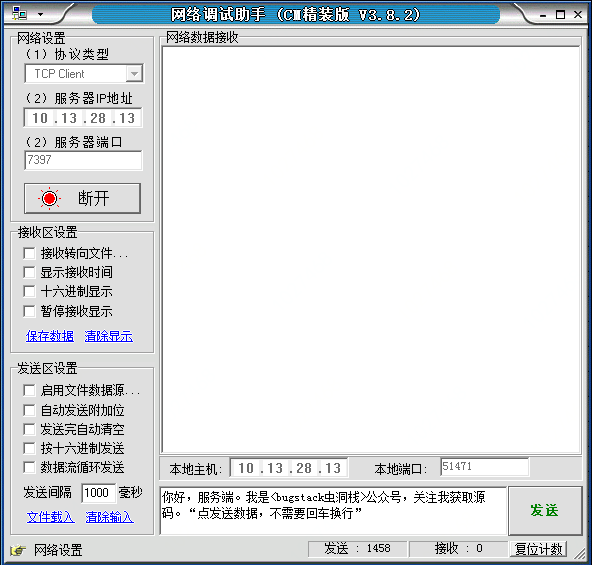 网络调试助手 (CM精装版 V3.8.2)
网络设置
(1) 协议类型
TCP Client
(2) 服务器IP地址
10 .13 .28 .13
(2) 服务器端口
7397
断开
接收区设置
接收转向文件...
显示接收时间
十六进制显示
暂停接收显示
保存数据 清除显示
发送区设置
启用文件数据源...
自动发送附加位
发送完自动清空
按十六进制发送
数据流循环发送
发送间隔 1000 毫秒
文件载入 清除输入
网络数据接收
本地主机: 10 .13 .28 .13 本地端口: 51471
你好，服务端。我是<bugstack虫洞栈>公众号，关注我获取源
码。“点发送数据，不需要回车换行”
发送
网络设置 发送 : 1458 接收 : 0 复位计数